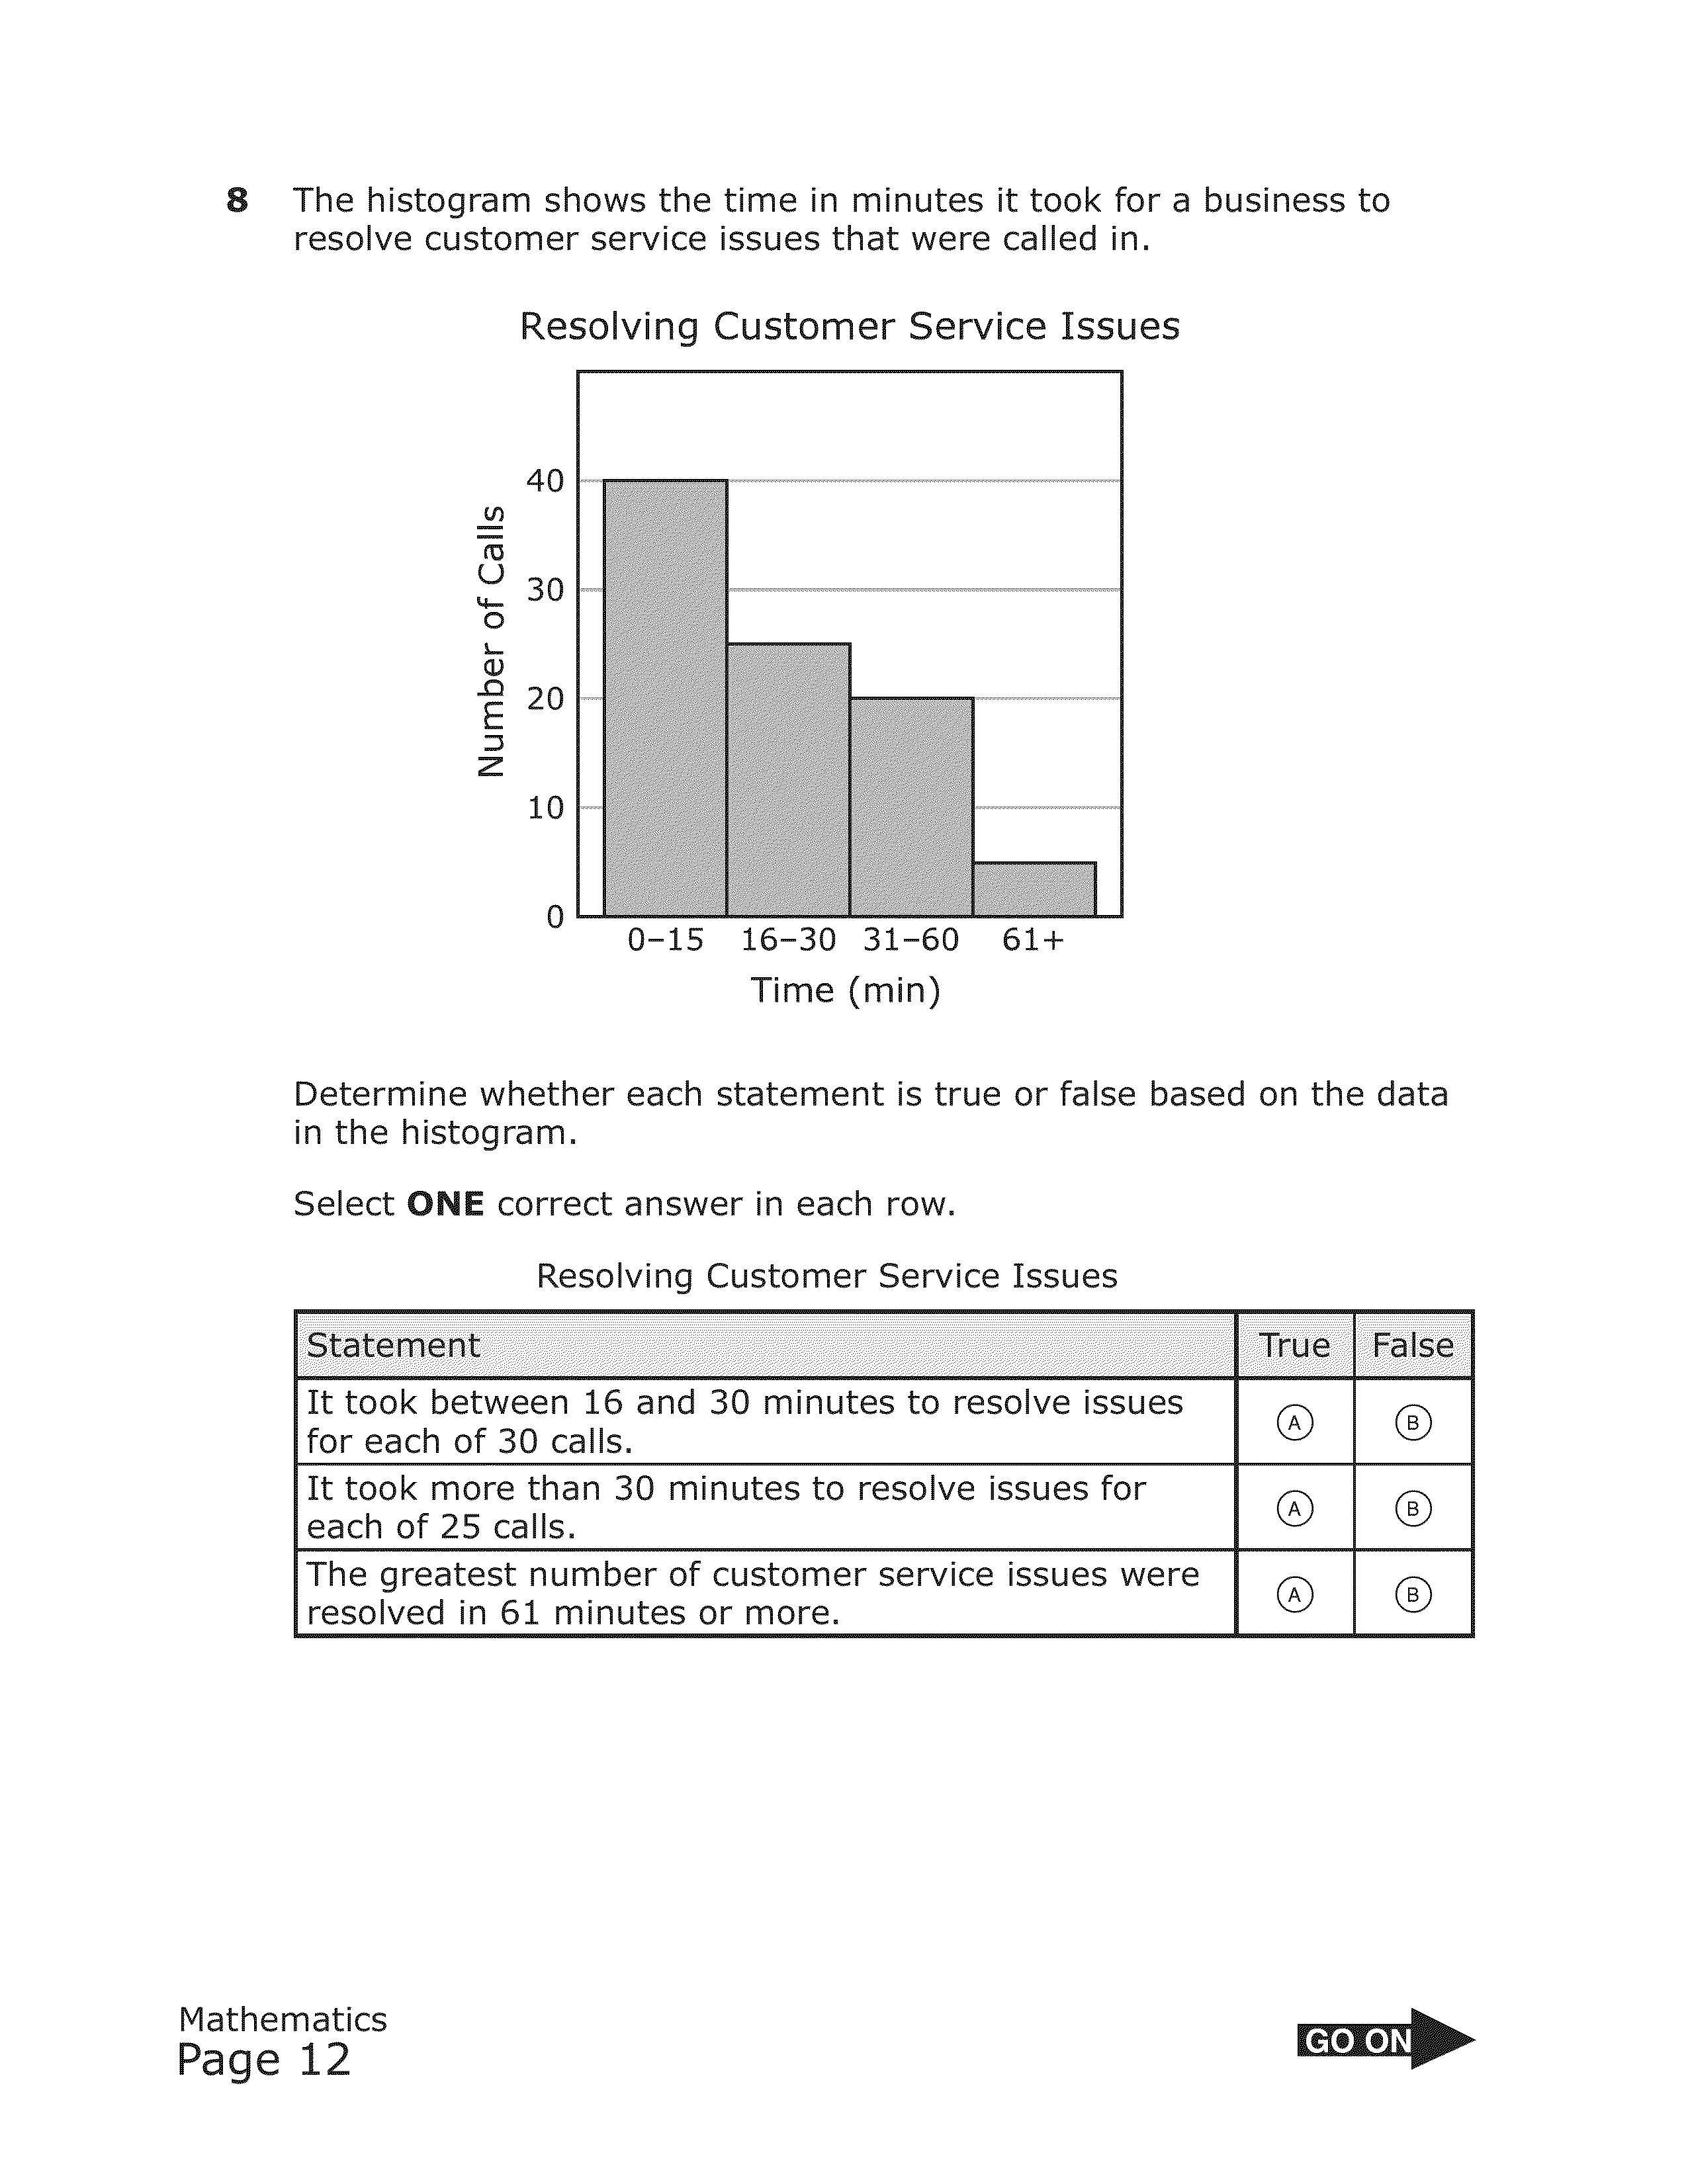 8 The histogram shows the time in minutes it took for a business to
resolve customer service issues that were called in.
Resolving Customer Service Issues
Number of Calls
40
30
20
10
0
0–15 16–30 31–60 61+
Time (min)
Determine whether each statement is true or false based on the data
in the histogram.
Select ONE correct answer in each row.
Resolving Customer Service Issues
Statement True False
It took between 16 and 30 minutes to resolve issues
for each of 30 calls.
A B
It took more than 30 minutes to resolve issues for
each of 25 calls.
A B
The greatest number of customer service issues were
resolved in 61 minutes or more.
A B
Mathematics
Page 12
GO ON